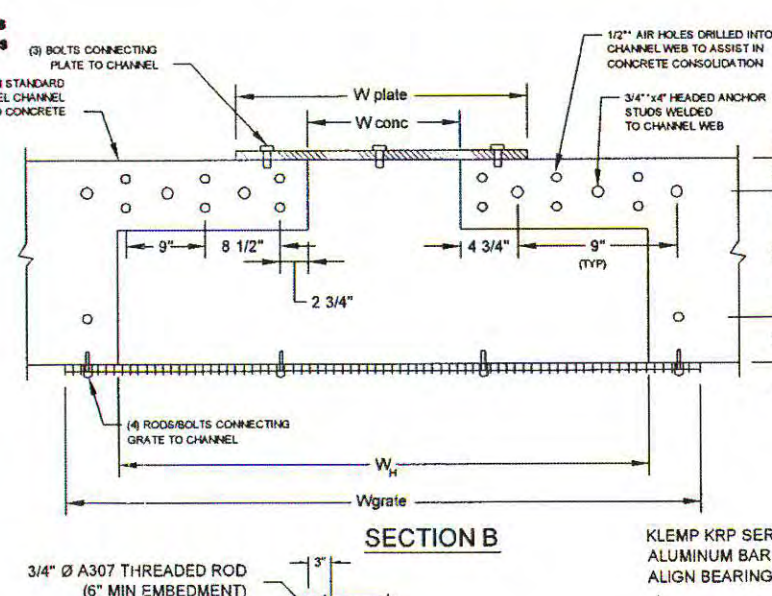 (3) BOLTS CONNECTING
PLATE TO CHANNEL
STANDARD
CHANNEL
CONCRETE
1/2"" AIR HOLES DRILLED INTO
CHANNEL WEB TO ASSIST IN
CONCRETE CONSOLIDATION
3/4""x4" HEADED ANCHOR
STUDS WELDED
TO CHANNEL WEB
W plate
W conc
9"
8 1/2"
2 3/4"
4 3/4"
9"
(TYP)
(4) RODS/BOLTS CONNECTING
GRATE TO CHANNEL
WH
Wgrate
SECTION B
3/4" Ø A307 THREADED ROD
(6" MIN EMBEDMENT)
3"
KLEMP KRP
ALUMINUM BAR
ALIGN BEARING